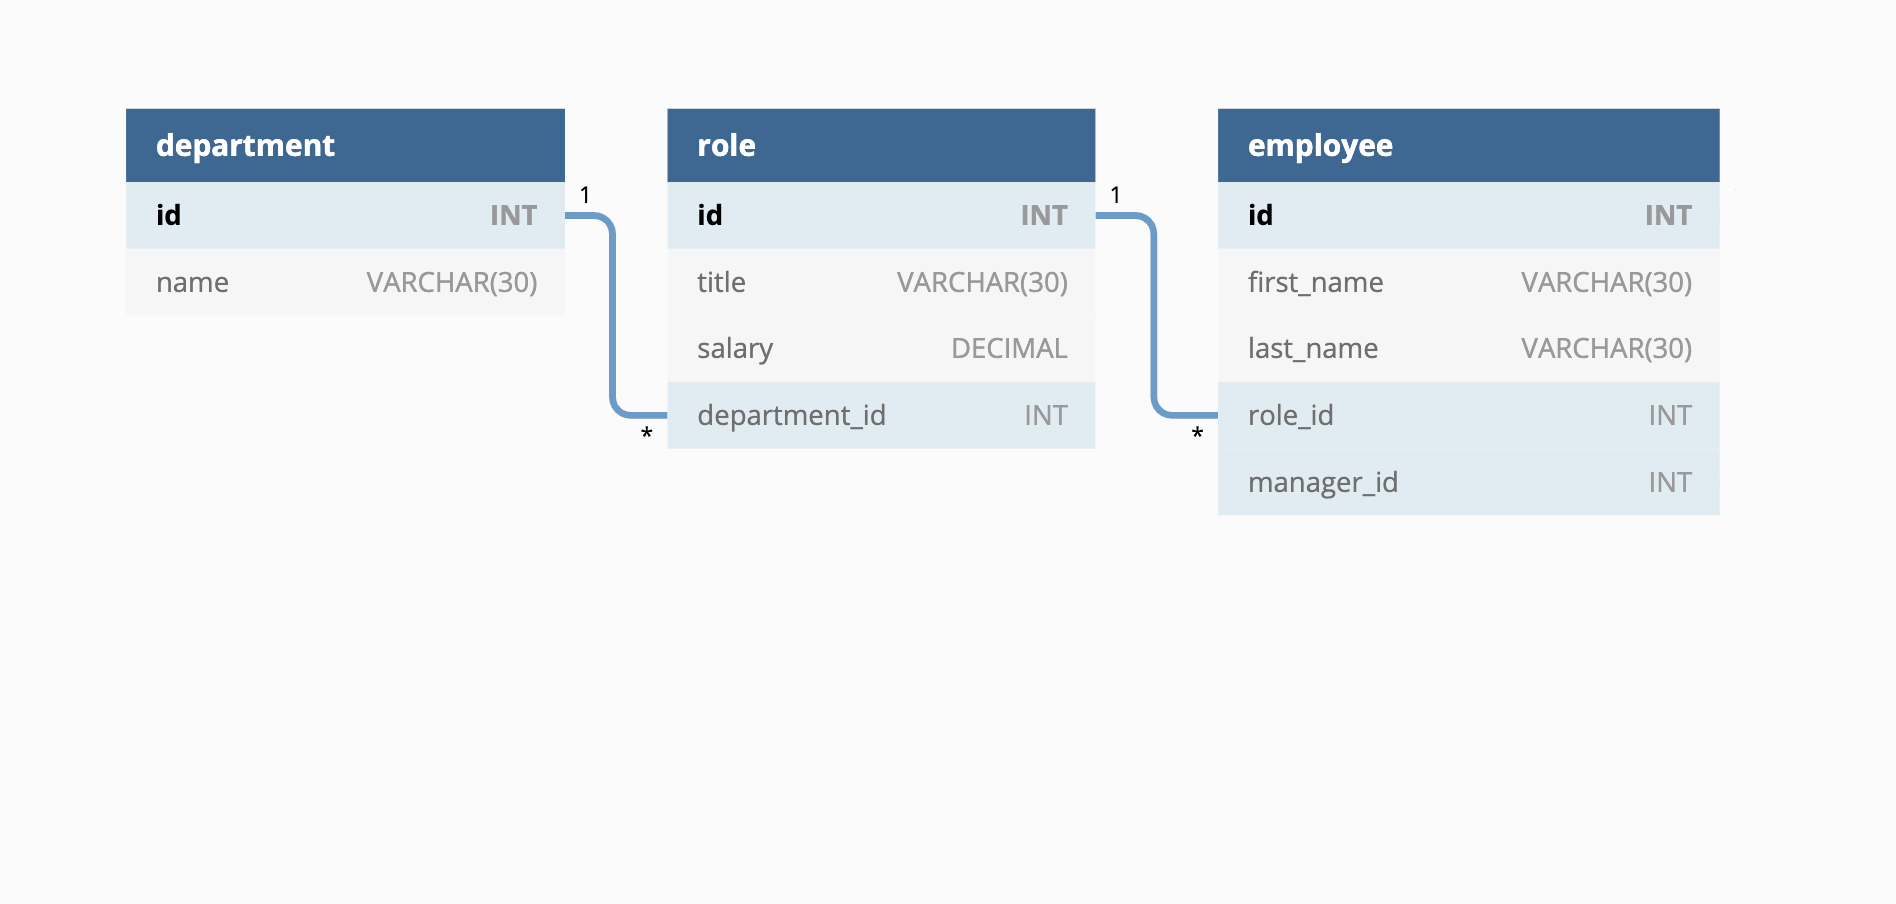 department
id INT
name VARCHAR(30)
1
*
role
id INT
title VARCHAR(30)
salary DECIMAL
department_id INT
1
*
employee
id INT
first_name VARCHAR(30)
last_name VARCHAR(30)
role_id INT
manager_id INT